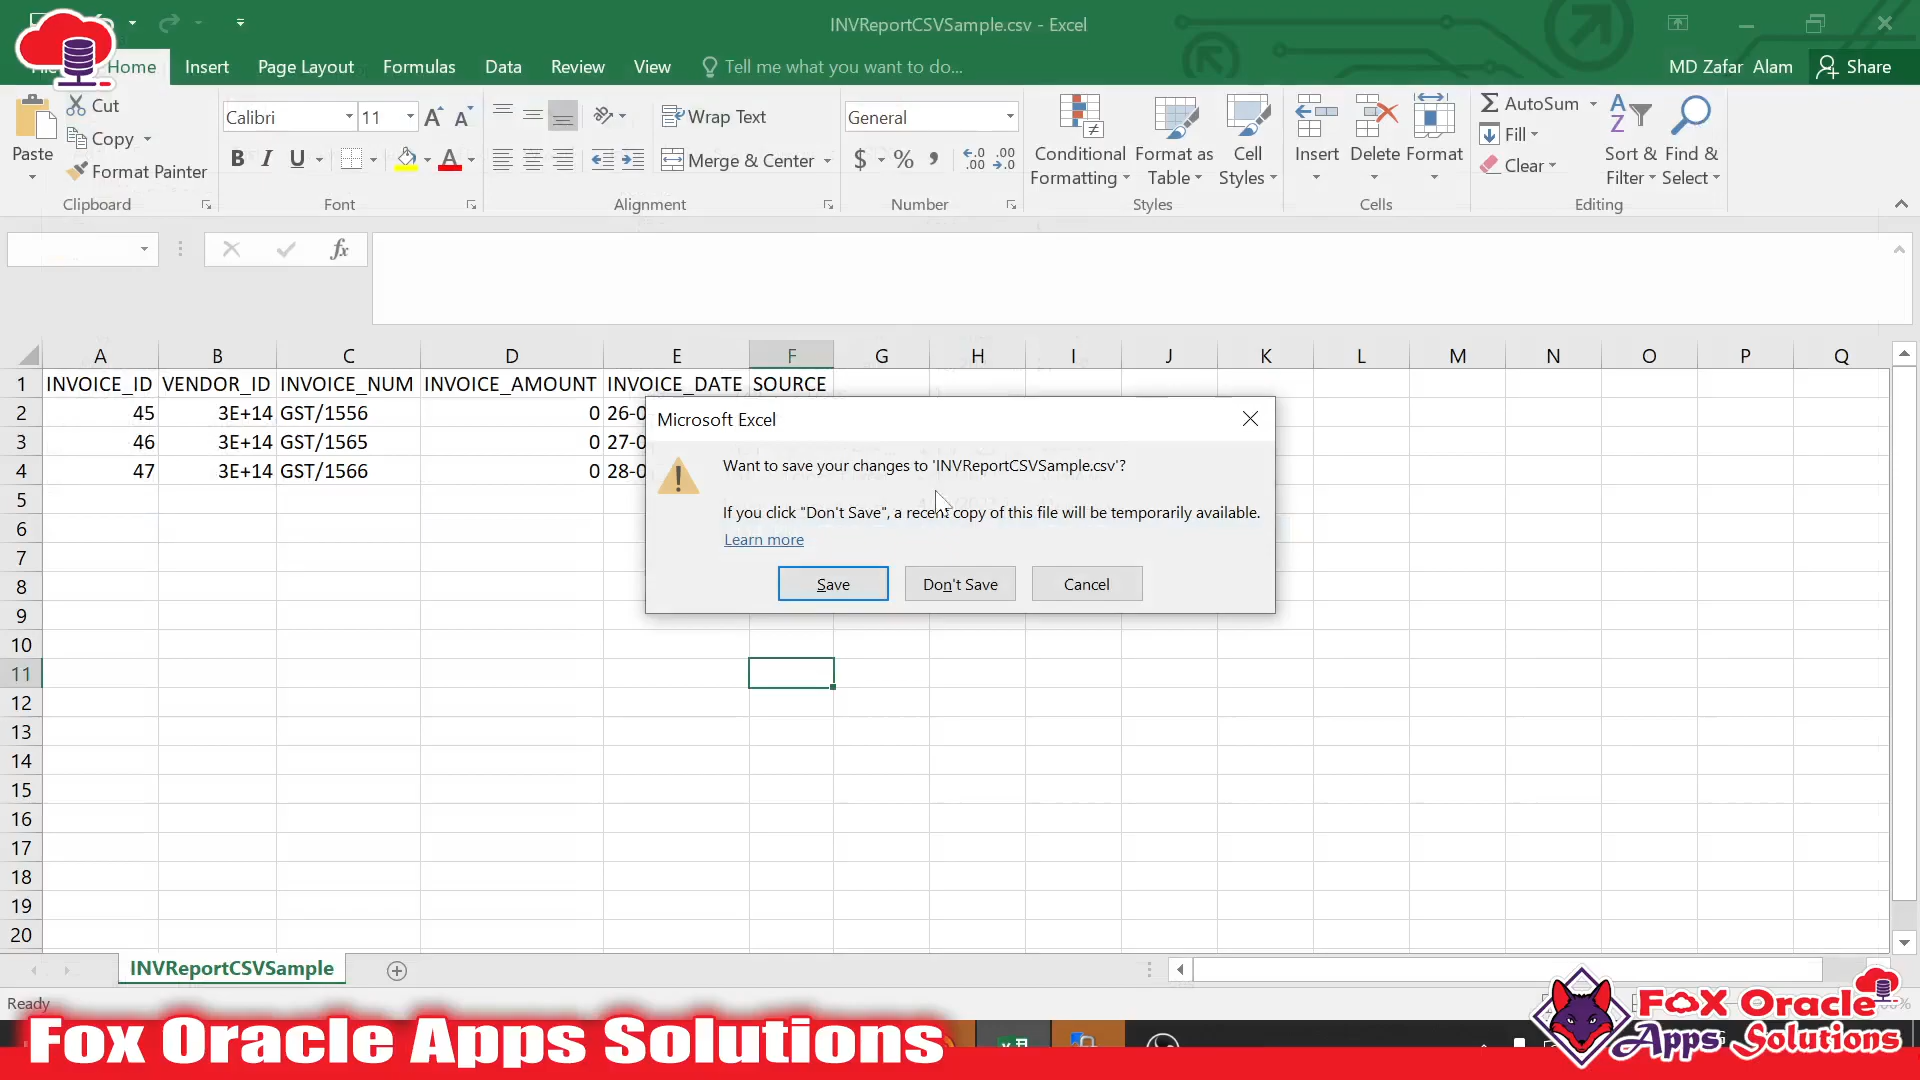 INVReportCSVSample.csv - Excel
Home Insert Page Layout Formulas Data Review View Tell me what you want to do... MD Zafar Alam Share
Paste Cut Copy Format Painter Clipboard
Calibri 11 B I U A Font
Wrap Text Merge & Center Alignment
General $ % , Number
Conditional Formatting Format as Table Cell Styles Styles
Insert Delete Format Cells
AutoSum Fill Clear Sort & Filter Find & Select Editing
fx
A B C D E F G H I J K L M N O P Q
1 INVOICE_ID VENDOR_ID INVOICE_NUM INVOICE_AMOUNT INVOICE_DATE SOURCE
2 45 3E+14 GST/1556 0 26-0
3 46 3E+14 GST/1565 0 27-0
4 47 3E+14 GST/1566 0 28-0
5
6
7
8
9
10
11
12
13
14
15
16
17
18
19
20
Microsoft Excel
Want to save your changes to 'INVReportCSVSample.csv'?
If you click "Don't Save", a recent copy of this file will be temporarily available.
Learn more
Save Don't Save Cancel
INVReportCSVSample
Ready
Fox Oracle Apps Solutions
Fox Oracle
Apps Solutions